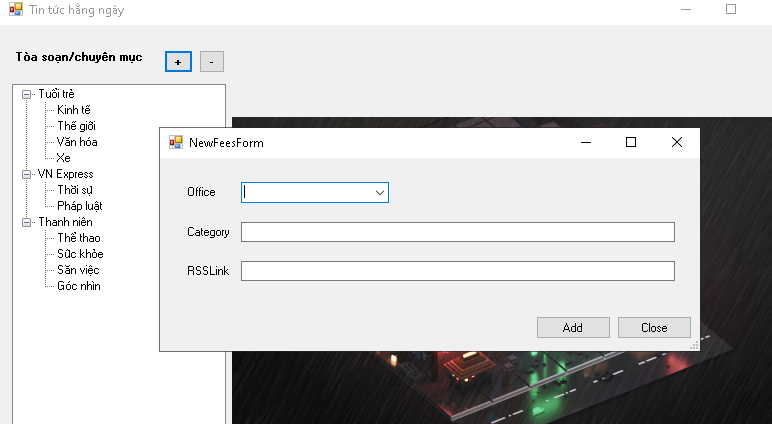 Tin tức hằng ngày
Tòa soạn/chuyên mục
+ -
Tuổi trẻ
Kinh tế
Thế giới
Văn hóa
Xe
VN Express
Thời sự
Pháp luật
Thanh niên
Thể thao
Sức khỏe
Săn việc
Góc nhìn
NewFeesForm
Office
Category
RSSLink
Add Close